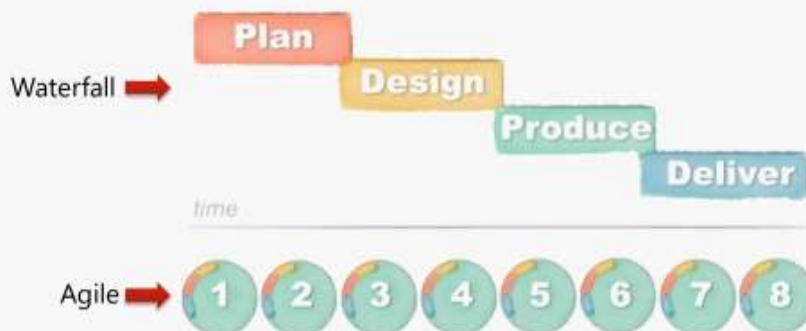 Plan
Waterfall
Design
Produce
Deliver
time
Agile
1 2 3 4 5 6 7 8